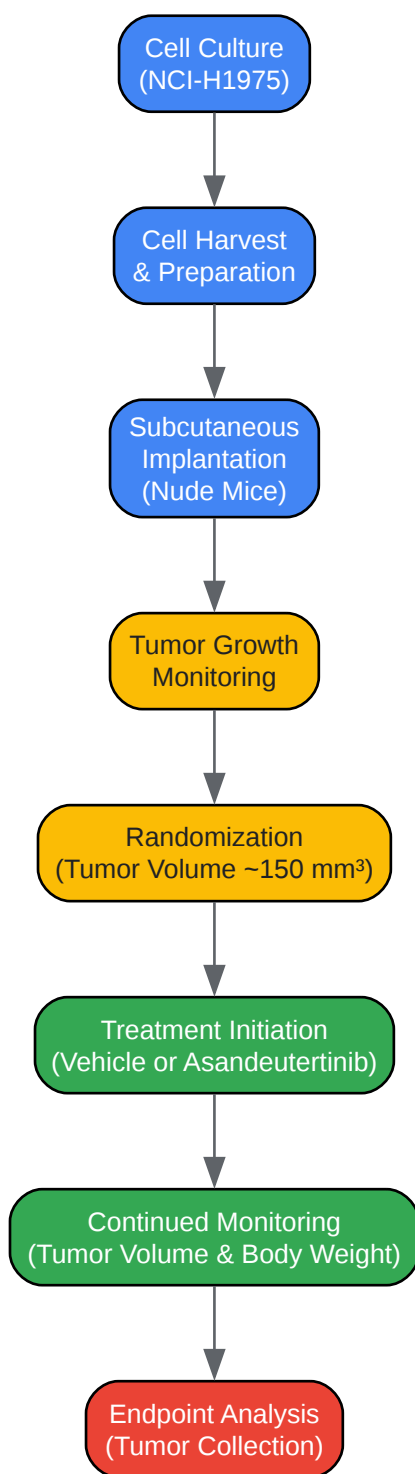 Cell Culture
(NCI-H1975)
Cell Harvest
& Preparation
Subcutaneous
Implantation
(Nude Mice)
Tumor Growth
Monitoring
Randomization
(Tumor Volume ~150 mm³)
Treatment Initiation
(Vehicle or Asandeutertinib)
Continued Monitoring
(Tumor Volume & Body Weight)
Endpoint Analysis
(Tumor Collection)